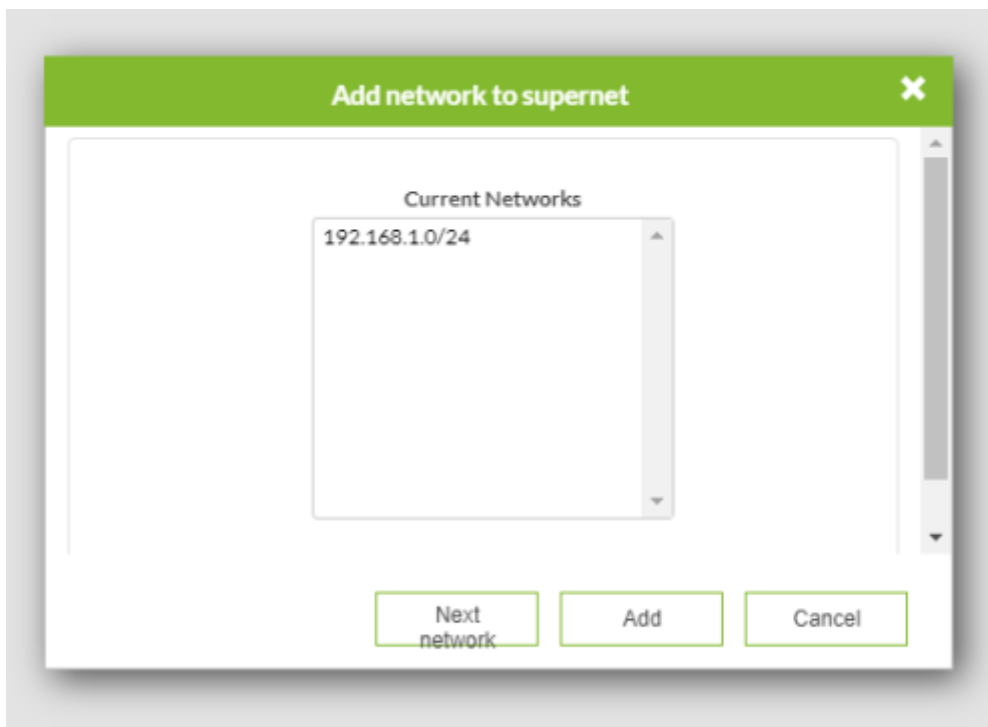 Add network to supernet
Current Networks
192.168.1.0/24
Next
network
Add
Cancel